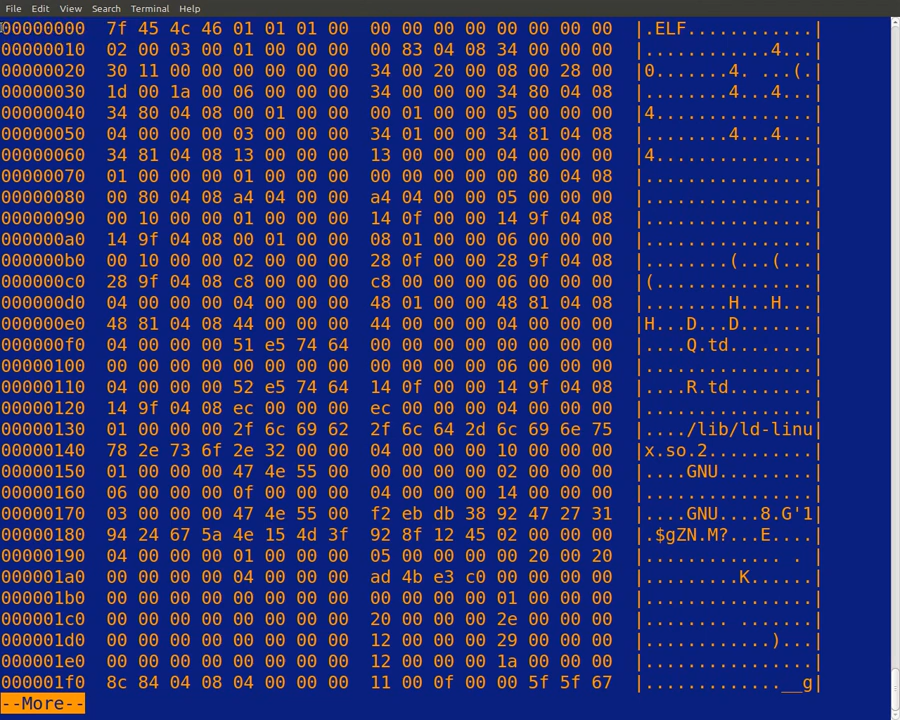 File Edit View Search Terminal Help
00000000  7f 45 4c 46 01 01 01 00  00 00 00 00 00 00 00 00  |.ELF............|
00000010  02 00 03 00 01 00 00 00  00 83 04 08 34 00 00 00  |............4...|
00000020  30 11 00 00 00 00 00 00  34 00 20 00 08 00 28 00  |0.......4. ...(.|
00000030  1d 00 1a 00 06 00 00 00  34 00 00 00 34 80 04 08  |........4...4...|
00000040  34 80 04 08 00 01 00 00  00 01 00 00 05 00 00 00  |4...............|
00000050  04 00 00 00 03 00 00 00  34 01 00 00 34 81 04 08  |........4...4...|
00000060  34 81 04 08 13 00 00 00  13 00 00 00 04 00 00 00  |4...............|
00000070  01 00 00 00 01 00 00 00  00 00 00 00 00 80 04 08  |................|
00000080  00 80 04 08 a4 04 00 00  a4 04 00 00 05 00 00 00  |................|
00000090  00 10 00 00 01 00 00 00  14 0f 00 00 14 9f 04 08  |................|
000000a0  14 9f 04 08 00 01 00 00  08 01 00 00 06 00 00 00  |................|
000000b0  00 10 00 00 02 00 00 00  28 0f 00 00 28 9f 04 08  |........(...(...|
000000c0  28 9f 04 08 c8 00 00 00  c8 00 00 00 06 00 00 00  |(...............|
000000d0  04 00 00 00 04 00 00 00  48 01 00 00 48 81 04 08  |........H...H...|
000000e0  48 81 04 08 44 00 00 00  44 00 00 00 04 00 00 00  |H...D...D.......|
000000f0  04 00 00 00 51 e5 74 64  00 00 00 00 00 00 00 00  |....Q.td........|
00000100  00 00 00 00 00 00 00 00  00 00 00 00 06 00 00 00  |................|
00000110  04 00 00 00 52 e5 74 64  14 0f 00 00 14 9f 04 08  |....R.td........|
00000120  14 9f 04 08 ec 00 00 00  ec 00 00 00 04 00 00 00  |................|
00000130  01 00 00 00 2f 6c 69 62  2f 6c 64 2d 6c 69 6e 75  |..../lib/ld-linu|
00000140  78 2e 73 6f 2e 32 00 00  04 00 00 00 10 00 00 00  |x.so.2..........|
00000150  01 00 00 00 47 4e 55 00  00 00 00 00 02 00 00 00  |....GNU.........|
00000160  06 00 00 00 0f 00 00 00  04 00 00 00 14 00 00 00  |................|
00000170  03 00 00 00 47 4e 55 00  f2 eb db 38 92 47 27 31  |....GNU....8.G'1|
00000180  94 24 67 5a 4e 15 4d 3f  92 8f 12 45 02 00 00 00  |.$gZN.M?...E....|
00000190  04 00 00 00 01 00 00 00  05 00 00 00 00 20 00 20  |............. . |
000001a0  00 00 00 00 04 00 00 00  ad 4b e3 c0 00 00 00 00  |.........K......|
000001b0  00 00 00 00 00 00 00 00  00 00 00 00 01 00 00 00  |................|
000001c0  00 00 00 00 00 00 00 00  20 00 00 00 2e 00 00 00  |........ .......|
000001d0  00 00 00 00 00 00 00 00  12 00 00 00 29 00 00 00  |............)...|
000001e0  00 00 00 00 00 00 00 00  12 00 00 00 1a 00 00 00  |................|
000001f0  8c 84 04 08 04 00 00 00  11 00 0f 00 00 5f 5f 67  |.............__g|
--More--